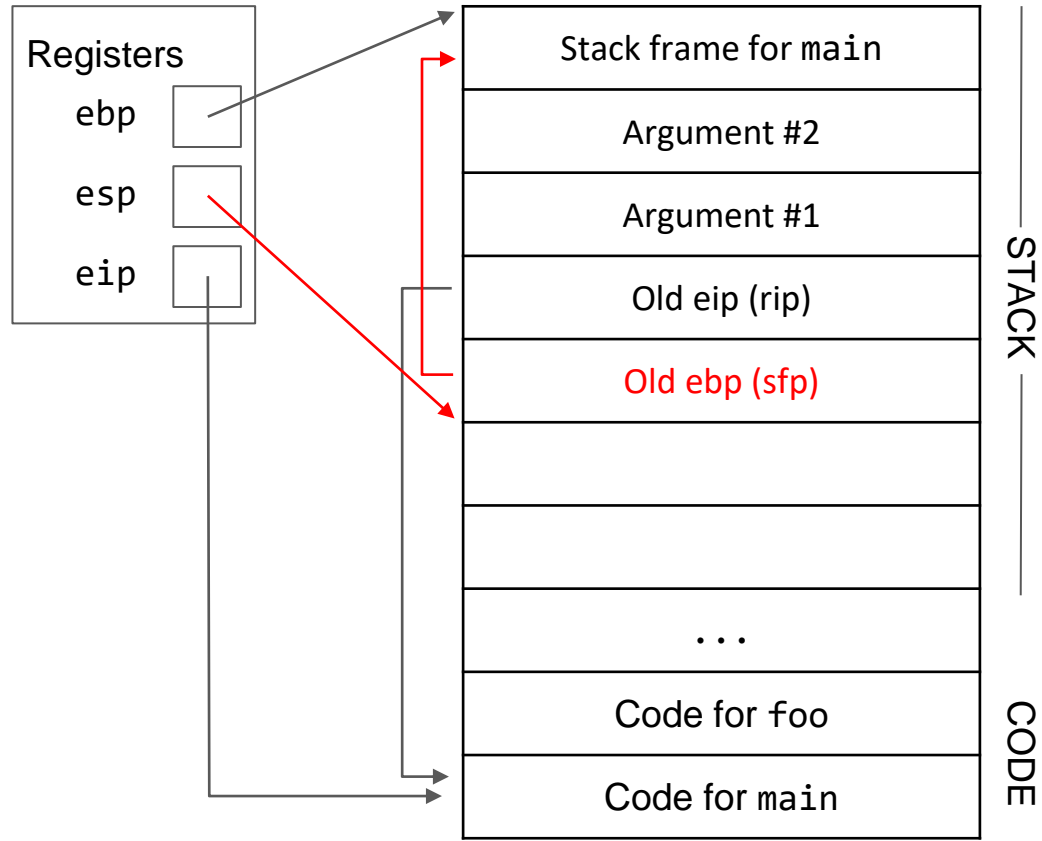 Registers
ebp
esp
eip
Stack frame for main
Argument #2
Argument #1
Old eip (rip)
Old ebp (sfp)
...
Code for foo
Code for main
STACK
CODE